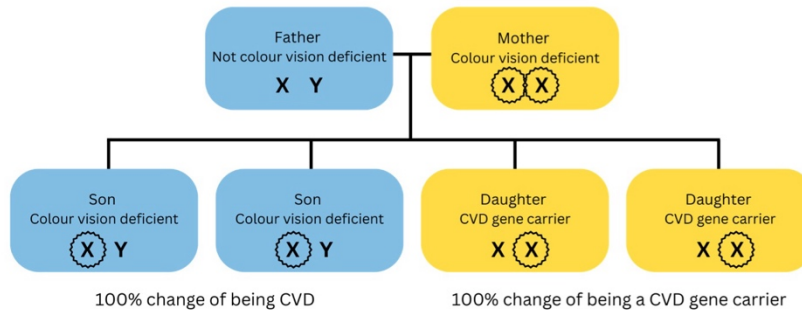 Father
Not colour vision deficient
X Y
Mother
Colour vision deficient
X X
Son
Colour vision deficient
X Y
Son
Colour vision deficient
X Y
Daughter
CVD gene carrier
X X
Daughter
CVD gene carrier
X X
100% change of being CVD
100% change of being a CVD gene carrier